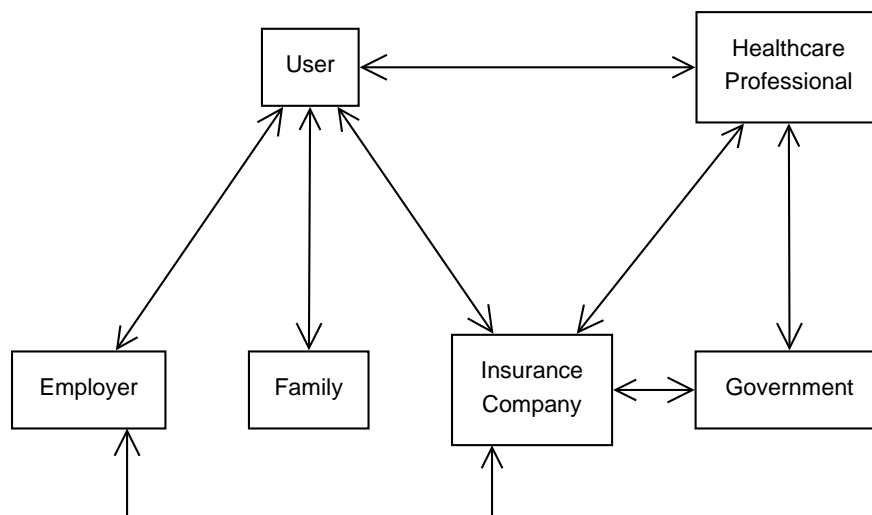 User
Healthcare
Professional
Employer
Family
Insurance
Company
Government